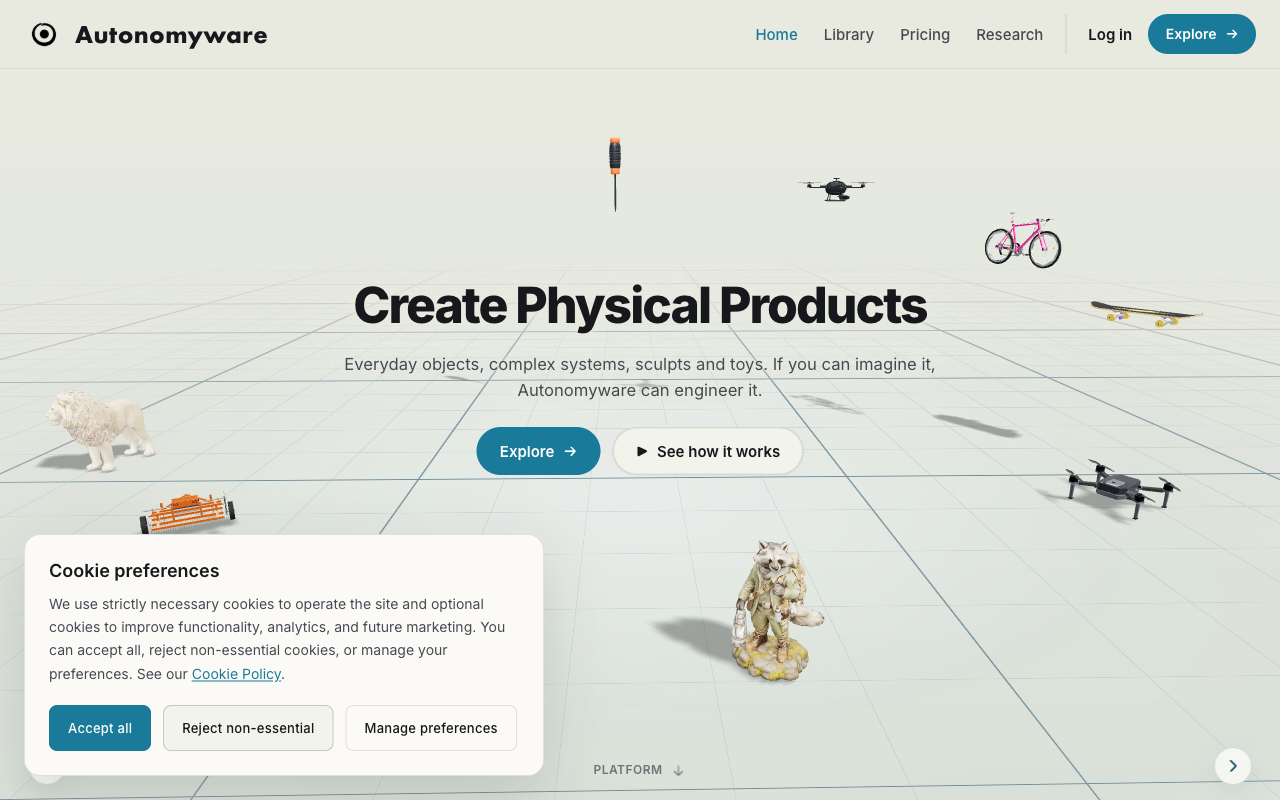 Autonomyware
Home
Library
Pricing
Research
Log in
Explore
Create Physical Products
Everyday objects, complex systems, sculpts and toys. If you can imagine it,
Autonomyware can engineer it.
Explore
See how it works
Cookie preferences
We use strictly necessary cookies to operate the site and optional
cookies to improve functionality, analytics, and future marketing. You
can accept all, reject non-essential cookies, or manage your
preferences. See our Cookie Policy.
Accept all
Reject non-essential
Manage preferences
PLATFORM